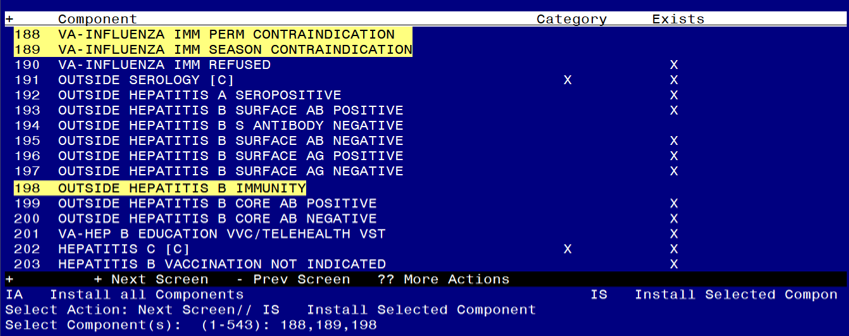 + Component Category Exists
188 VA-INFLUENZA IMM PERM CONTRAINDICATION
189 VA-INFLUENZA IMM SEASON CONTRAINDICATION
190 VA-INFLUENZA IMM REFUSED X
191 OUTSIDE SEROLOGY [C] X X
192 OUTSIDE HEPATITIS A SEROPOSITIVE X
193 OUTSIDE HEPATITIS B SURFACE AB POSITIVE X
194 OUTSIDE HEPATITIS B S ANTIBODY NEGATIVE
195 OUTSIDE HEPATITIS B SURFACE AB NEGATIVE X
196 OUTSIDE HEPATITIS B SURFACE AG POSITIVE X
197 OUTSIDE HEPATITIS B SURFACE AG NEGATIVE X
198 OUTSIDE HEPATITIS B IMMUNITY
199 OUTSIDE HEPATITIS B CORE AB POSITIVE X
200 OUTSIDE HEPATITIS B CORE AB NEGATIVE X
201 VA-HEP B EDUCATION VVC/TELEHEALTH VST X
202 HEPATITIS C [C] X X
203 HEPATITIS B VACCINATION NOT INDICATED X
+ + Next Screen - Prev Screen ?? More Actions
IA Install all Components IS Install Selected Compon
Select Action: Next Screen// IS Install Selected Component
Select Component(s): (1-543): 188,189,198